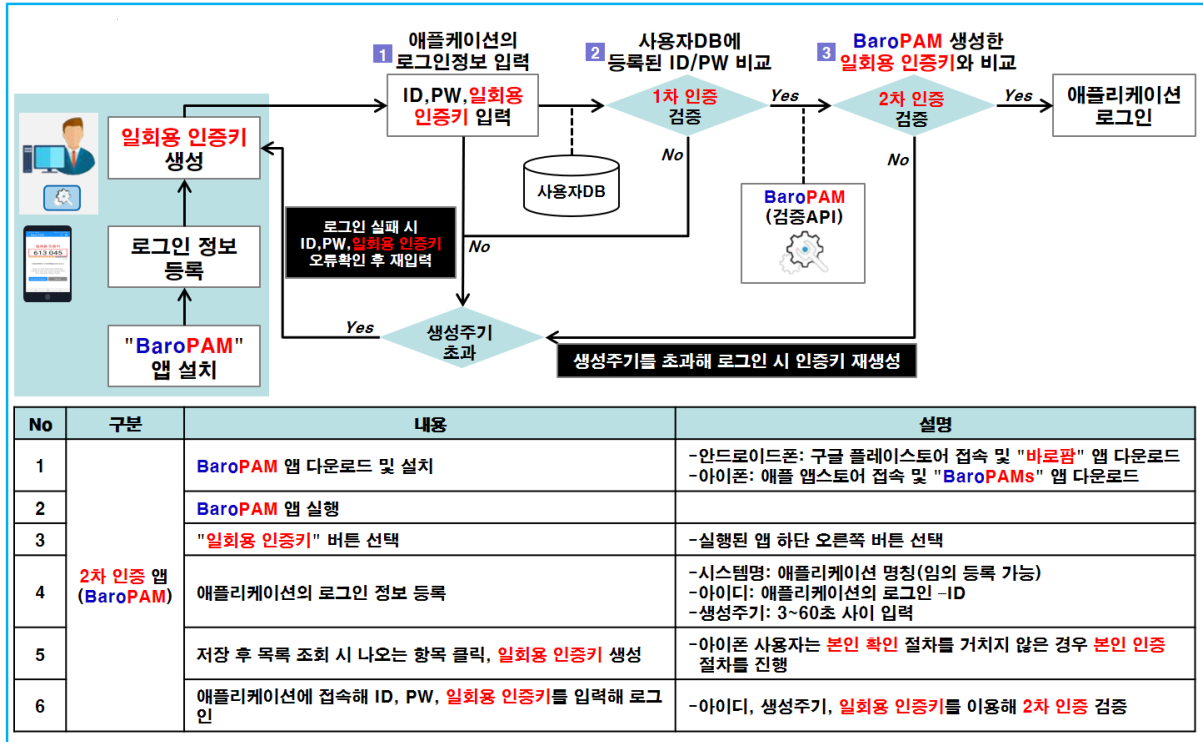 애플케이션의
1 로그인정보 입력
사용자DB에
2 등록된 ID/PW 비교
BaroPAM 생성한
3 일회용 인증키와 비교
ID,PW,일회용
인증키 입력
1차 인증
검증
Yes
2차 인증
검증
Yes
애플리케이션
로그인
일회용 인증키
생성
No
No
사용자DB
BaroPAM
(검증API)
로그인 실패 시
ID,PW,일회용 인증키
오류확인 후 재입력
No
로그인 정보
등록
613 045
Yes
생성주기
초과
"BaroPAM"
앱 설치
생성주기를 초과해 로그인 시 인증키 재생성
No 구분 내용 설명
1 BaroPAM 앱 다운로드 및 설치
-안드로이드폰: 구글 플레이스토어 접속 및 "바로팜" 앱 다운로드
-아이폰: 애플 앱스토어 접속 및 "BaroPAMs" 앱 다운로드
2 BaroPAM 앱 실행
3 "일회용 인증키" 버튼 선택 -실행된 앱 하단 오른쪽 버튼 선택
2차 인증 앱
(BaroPAM)
4 애플리케이션의 로그인 정보 등록
-시스템명: 애플리케이션 명칭(임의 등록 가능)
-아이디: 애플리케이션의 로그인 –ID
-생성주기: 3~60초 사이 입력
5 저장 후 목록 조회 시 나오는 항목 클릭, 일회용 인증키 생성
-아이폰 사용자는 본인 확인 절차를 거치지 않은 경우 본인 인증
절차를 진행
6 애플리케이션에 접속해 ID, PW, 일회용 인증키를 입력해 로그
인
-아이디, 생성주기, 일회용 인증키를 이용해 2차 인증 검증